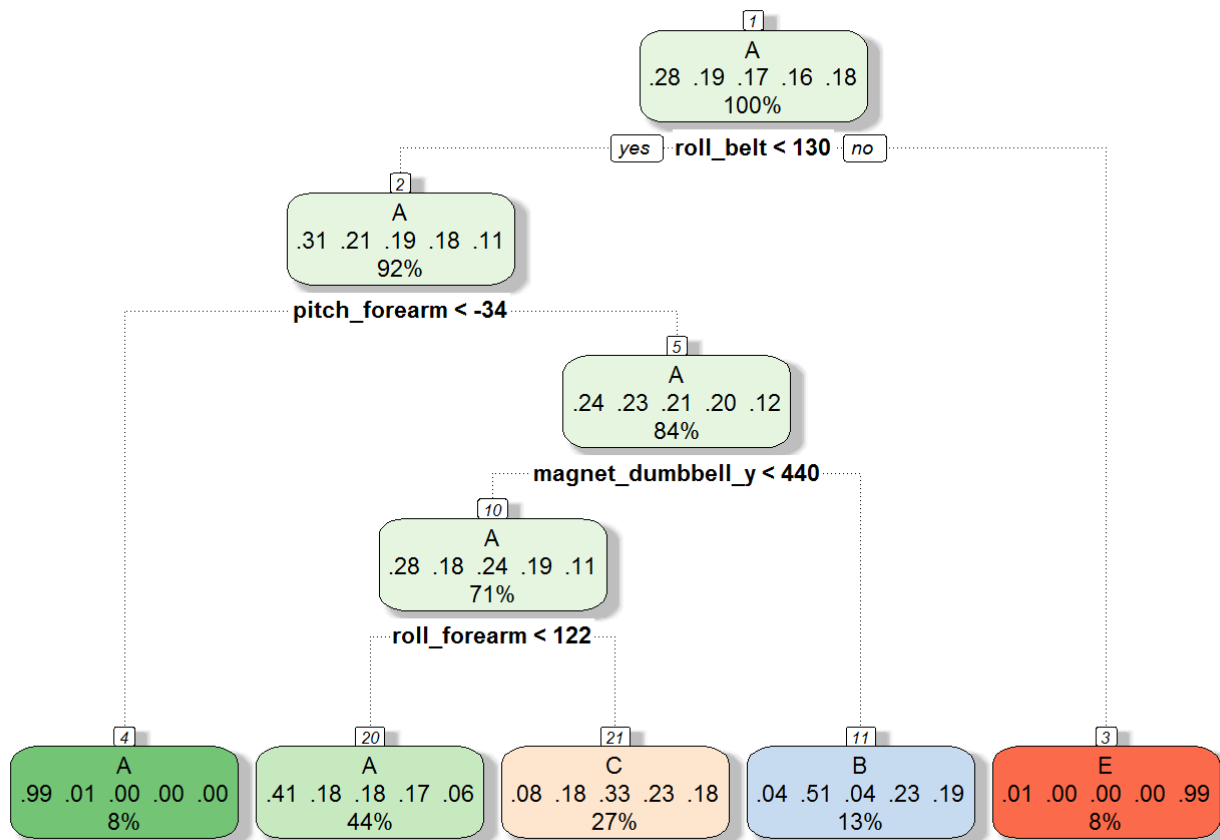 1
A
.28 .19 .17 .16 .18
100%
yes roll_belt < 130 no
2
A
.31 .21 .19 .18 .11
92%
pitch_forearm < -34
5
A
.24 .23 .21 .20 .12
84%
magnet_dumbbell_y < 440
10
A
.28 .18 .24 .19 .11
71%
roll_forearm < 122
4
A
.99 .01 .00 .00 .00
8%
20
A
.41 .18 .18 .17 .06
44%
21
C
.08 .18 .33 .23 .18
27%
11
B
.04 .51 .04 .23 .19
13%
3
E
.01 .00 .00 .00 .99
8%